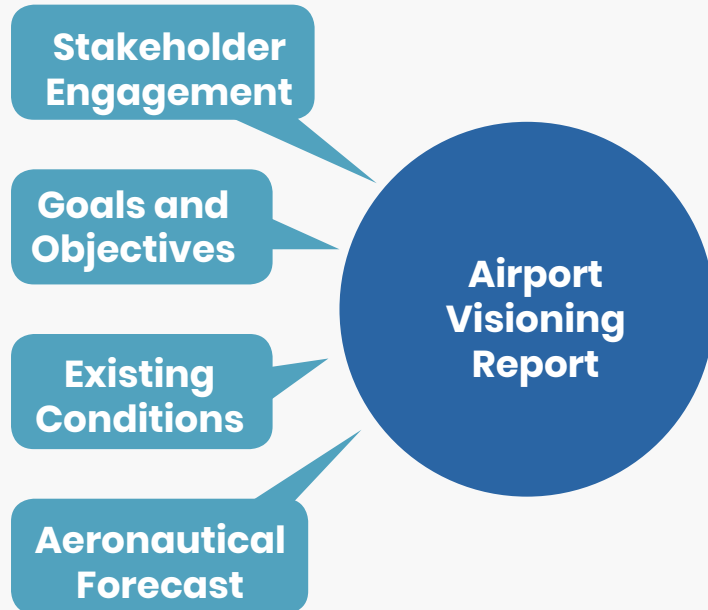 Stakeholder
Engagement
Goals and
Objectives
Existing
Conditions
Aeronautical
Forecast
Airport
Visioning
Report